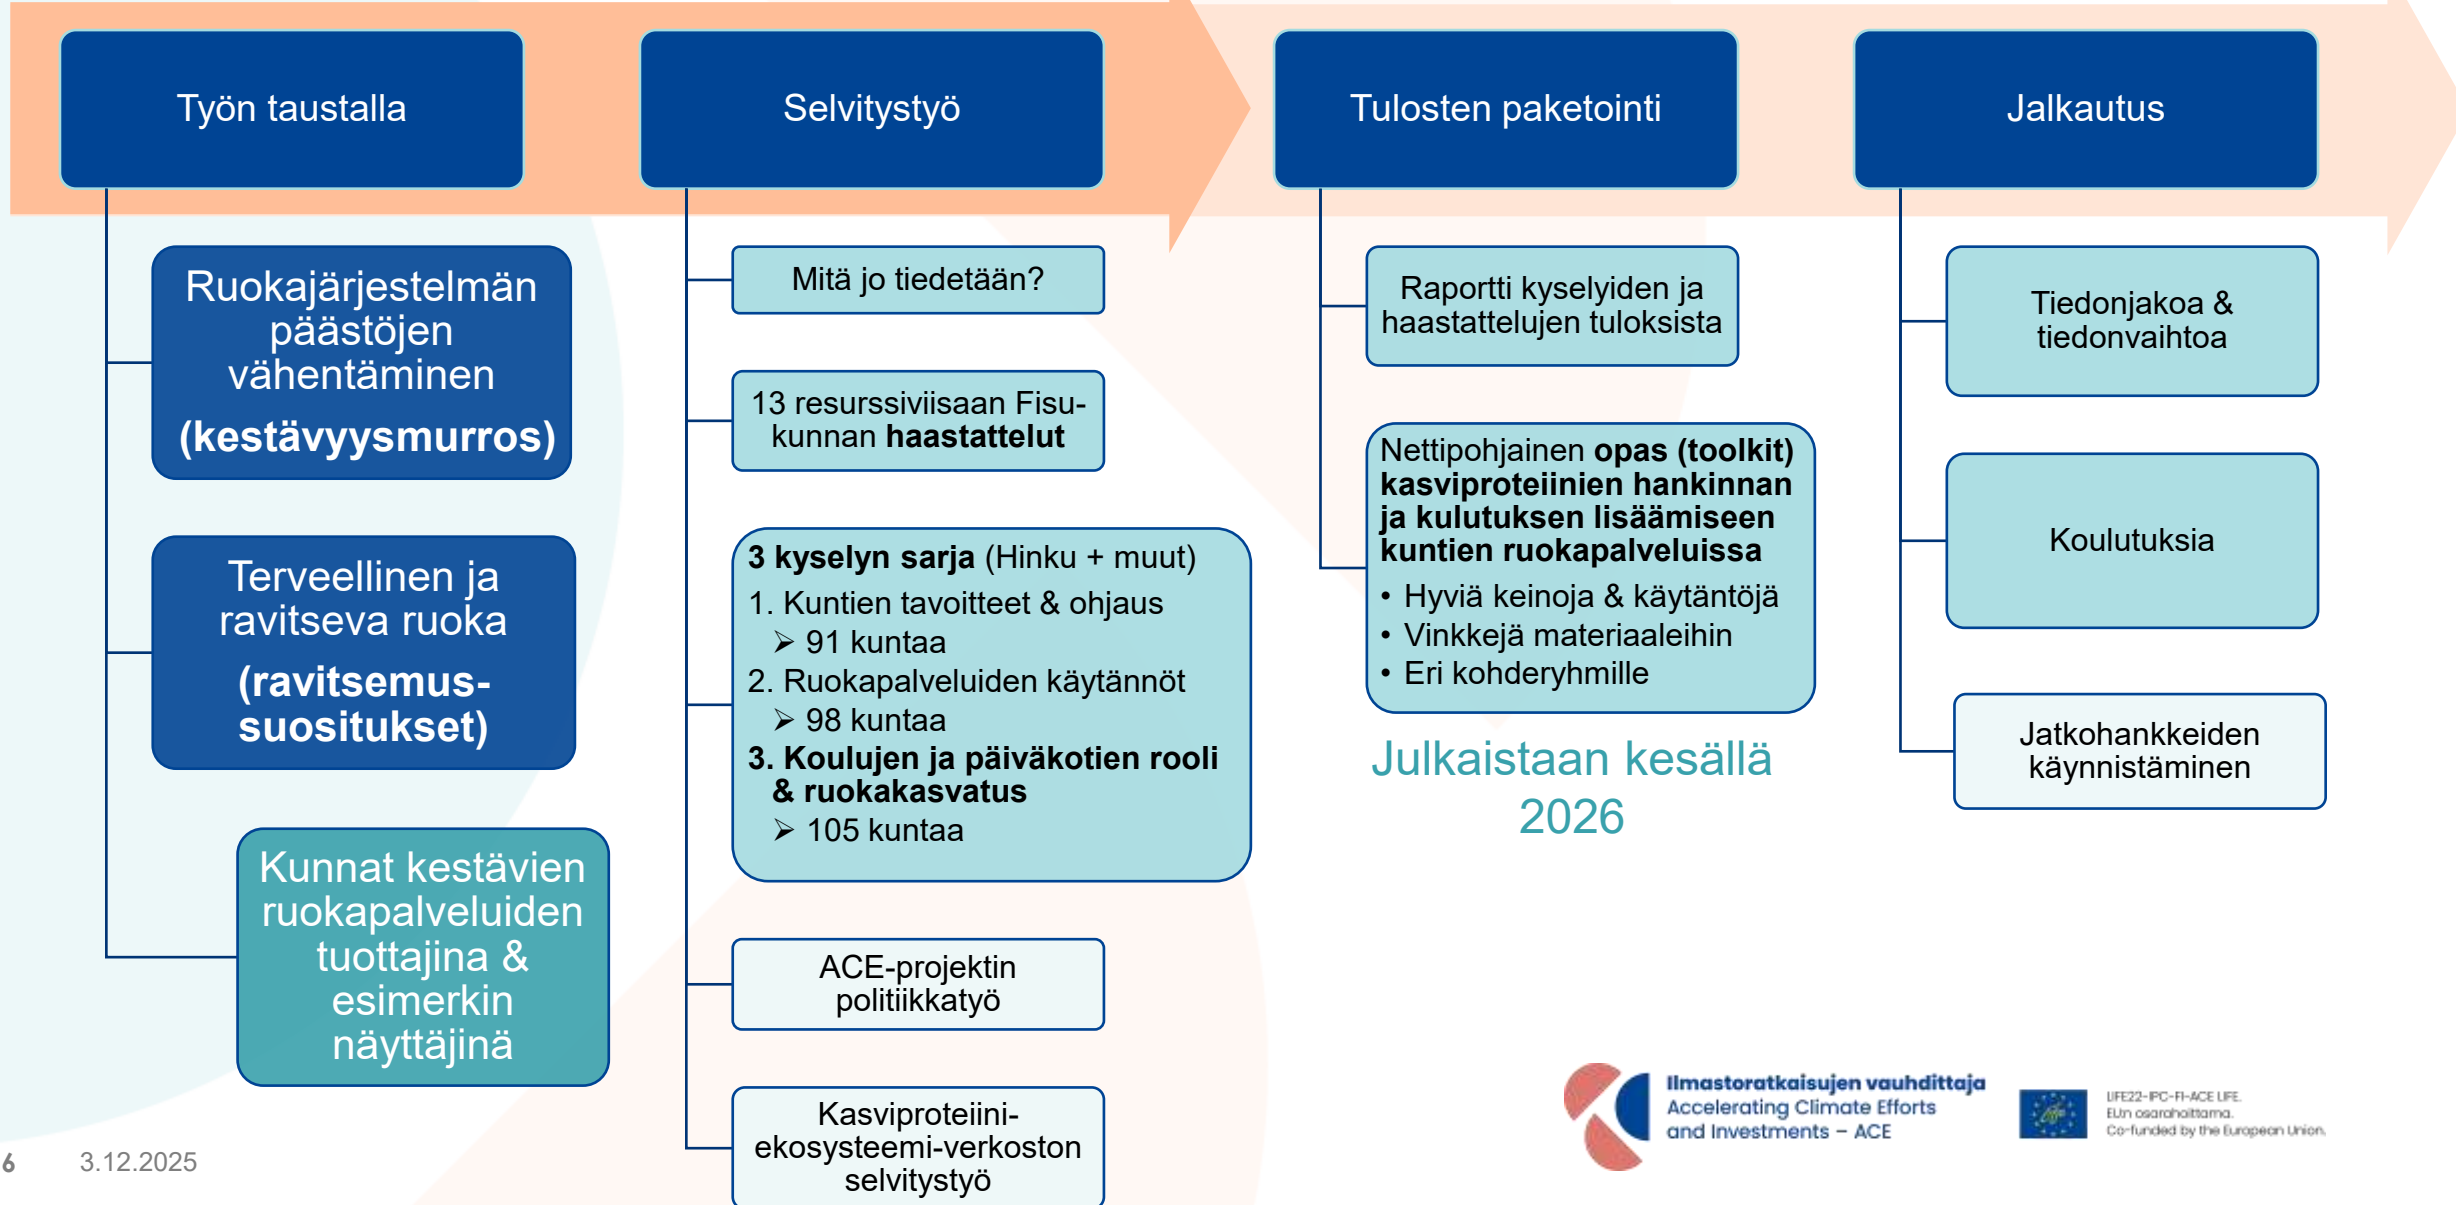 Työn taustalla
Ruokajärjestelmän
päästöjen
vähentäminen
(kestävyysmurros)
Terveellinen ja
ravitseva ruoka
(ravitsemus-
suositukset)
Kunnat kestävien
ruokapalveluiden
tuottajina &
esimerkin
näyttäjinä
Selvitystyö
Mitä jo tiedetään?
13 resurssiviisaan Fisu-
kunnan haastattelut
3 kyselyn sarja (Hinku + muut)
1. Kuntien tavoitteet & ohjaus
➢ 91 kuntaa
2. Ruokapalveluiden käytännöt
➢ 98 kuntaa
3. Koulujen ja päiväkotien rooli
& ruokakasvatus
➢ 105 kuntaa
ACE-projektin
politiikkatyö
Kasviproteiini-
ekosysteemi-verkoston
selvitystyö
Tulosten paketointi
Raportti kyselyiden ja
haastattelujen tuloksista
Nettipohjainen opas (toolkit)
kasviproteiinien hankinnan
ja kulutuksen lisäämiseen
kuntien ruokapalveluissa
• Hyviä keinoja & käytäntöjä
• Vinkkejä materiaaleihin
• Eri kohderyhmille
Julkaistaan kesällä
2026
Jalkautus
Tiedonjakoa &
tiedonvaihtoa
Koulutuksia
Jatkohankkeiden
käynnistäminen
Ilmastoratkaisujen vauhdittaja
Accelerating Climate Efforts
and Investments – ACE
LIFE22-IPC-FI-ACE LIFE.
EU:n osarahoittama.
Co-funded by the European Union.
6 3.12.2025